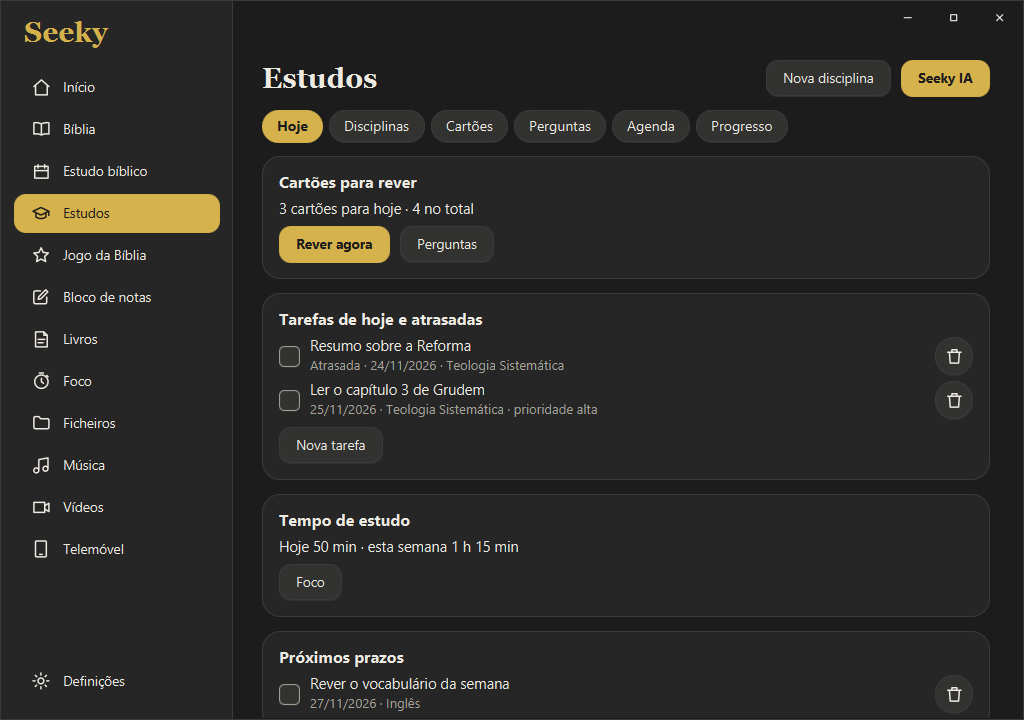 Seeky
Início
Bíblia
Estudo bíblico
Estudos
Jogo da Bíblia
Bloco de notas
Livros
Foco
Ficheiros
Música
Vídeos
Telemóvel
Definições
Estudos
Nova disciplina
Seeky IA
Hoje
Disciplinas
Cartões
Perguntas
Agenda
Progresso
Cartões para rever
3 cartões para hoje · 4 no total
Rever agora
Perguntas
Tarefas de hoje e atrasadas
Resumo sobre a Reforma
Atrasada · 24/11/2026 · Teologia Sistemática
Ler o capítulo 3 de Grudem
25/11/2026 · Teologia Sistemática · prioridade alta
Nova tarefa
Tempo de estudo
Hoje 50 min · esta semana 1 h 15 min
Foco
Próximos prazos
Rever o vocabulário da semana
27/11/2026 · Inglês